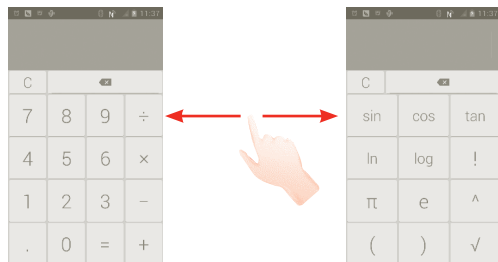 11:37
C
7 8 9 ÷
4 5 6 ×
1 2 3 −
. 0 = +
11:37
C
sin cos tan
ln log !
π e ^
( ) √